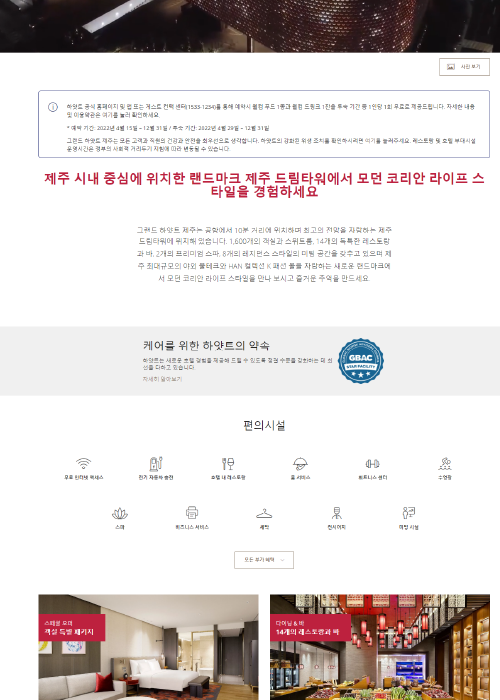 사진 보기
하얏트 공식 홈페이지 및 앱 또는 게스트 컨택 센터(1533-1234)를 통해 예약시 웰컴 푸드 1종과 웰컴 드링크 1잔을 투숙 기간 중 1인당 1회 무료로 제공드립니다. 자세한 내용
및 이용약관은 여기를 눌러 확인하세요.
* 예약 기간: 2022년 4월 15일 – 12월 31일 / 투숙 기간: 2022년 4월 29일 – 12월 31일
그랜드 하얏트 제주는 모든 고객과 직원의 건강과 안전을 최우선으로 생각합니다. 하얏트의 강화된 위생 조치를 확인하시려면 여기를 눌러주세요. 레스토랑 및 호텔 부대시설
운영시간은 정부의 사회적 거리두기 지침에 따라 변동될 수 있습니다.
제주 시내 중심에 위치한 랜드마크 제주 드림타워에서 모던 코리안 라이프 스
타일을 경험하세요
그랜드 하얏트 제주는 공항에서 10분 거리에 위치하며 최고의 전망을 자랑하는 제주
드림타워에 위치해 있습니다. 1,600개의 객실과 스위트룸, 14개의 독특한 레스토랑
과 바, 2개의 프리미엄 스파, 8개의 레지던스 스타일의 미팅 공간을 갖추고 있으며 제
주 최대규모의 야외 풀데크와 HAN 컬렉션 K 패션 몰을 자랑하는 새로운 랜드마크에
서 모던 코리안 라이프 스타일을 만나 보시고 즐거운 추억을 만드세요.
케어를 위한 하얏트의 약속
하얏트는 새로운 호텔 경험을 제공해 드릴 수 있도록 청결 수준을 강화하는 데 최
선을 다하고 있습니다.
자세히 알아보기
GBAC
STAR FACILITY
편의시설
무료 인터넷 액세스
전기 자동차 충전
호텔 내 레스토랑
룸 서비스
피트니스 센터
수영장
스파
비즈니스 서비스
세탁
컨시어지
미팅 시설
모든 부가 혜택
스페셜 오퍼
객실 특별 패키지
다이닝 & 바
14개의 레스토랑과 바